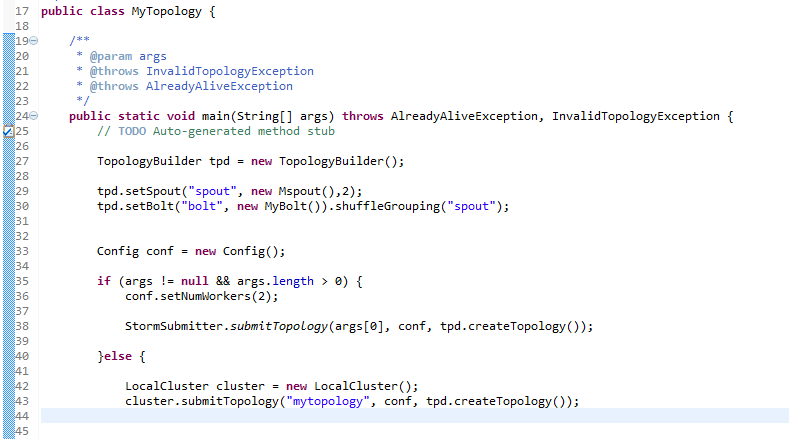 17 public class MyTopology {
18
19 /**
20 * @param args
21 * @throws InvalidTopologyException
22 * @throws AlreadyAliveException
23 */
24 public static void main(String[] args) throws AlreadyAliveException, InvalidTopologyException {
25 // TODO Auto-generated method stub
26
27 TopologyBuilder tpd = new TopologyBuilder();
28
29 tpd.setSpout("spout", new Mspout(),2);
30 tpd.setBolt("bolt", new MyBolt()).shuffleGrouping("spout");
31
32
33 Config conf = new Config();
34
35 if (args != null && args.length > 0) {
36 conf.setNumWorkers(2);
37
38 StormSubmitter.submitTopology(args[0], conf, tpd.createTopology());
39
40 }else {
41
42 LocalCluster cluster = new LocalCluster();
43 cluster.submitTopology("mytopology", conf, tpd.createTopology());
44
45